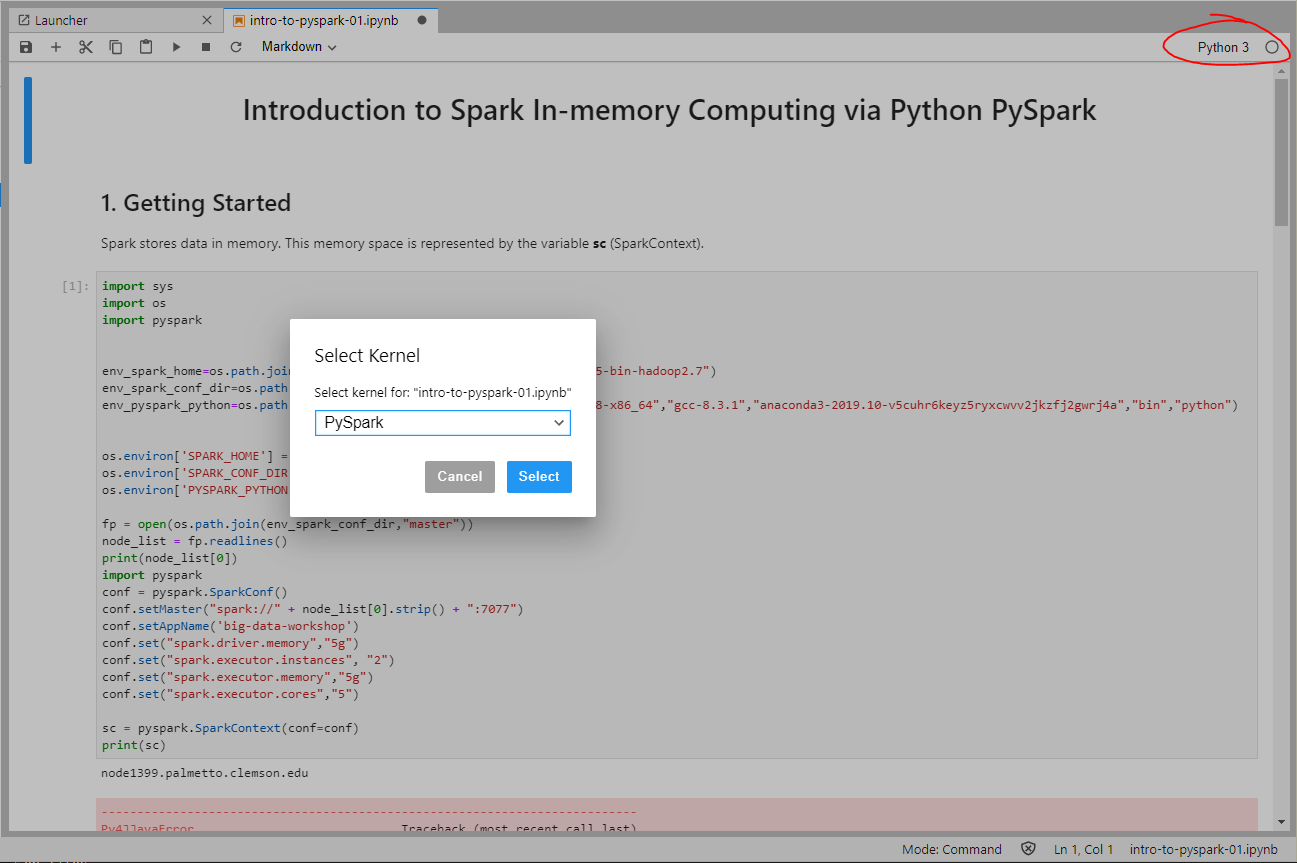 Launcher
intro-to-pyspark-01.ipynb
Markdown
Python 3
Introduction to Spark In-memory Computing via Python PySpark
1. Getting Started
Spark stores data in memory. This memory space is represented by the variable sc (SparkContext).
[1]:
import sys
import os
import pyspark
env_spark_home=os.path.joi 5-bin-hadoop2.7")
env_spark_conf_dir=os.path
env_pyspark_python=os.path 8-x86_64","gcc-8.3.1","anaconda3-2019.10-v5cuhr6keyz5ryxcwvv2jkzfj2gwrj4a","bin","python")
os.environ['SPARK_HOME'] =
os.environ['SPARK_CONF_DIR
os.environ['PYSPARK_PYTHON
fp = open(os.path.join(env_spark_conf_dir,"master"))
node_list = fp.readlines()
print(node_list[0])
import pyspark
conf = pyspark.SparkConf()
conf.setMaster("spark://" + node_list[0].strip() + ":7077")
conf.setAppName('big-data-workshop')
conf.set("spark.driver.memory","5g")
conf.set("spark.executor.instances", "2")
conf.set("spark.executor.memory","5g")
conf.set("spark.executor.cores","5")
sc = pyspark.SparkContext(conf=conf)
print(sc)
node1399.palmetto.clemson.edu
---------------------------------------------------------------------------
Py4JJavaError Traceback (most recent call last)
Select Kernel
Select kernel for: "intro-to-pyspark-01.ipynb"
PySpark
Cancel
Select
Mode: Command
Ln 1, Col 1
intro-to-pyspark-01.ipynb